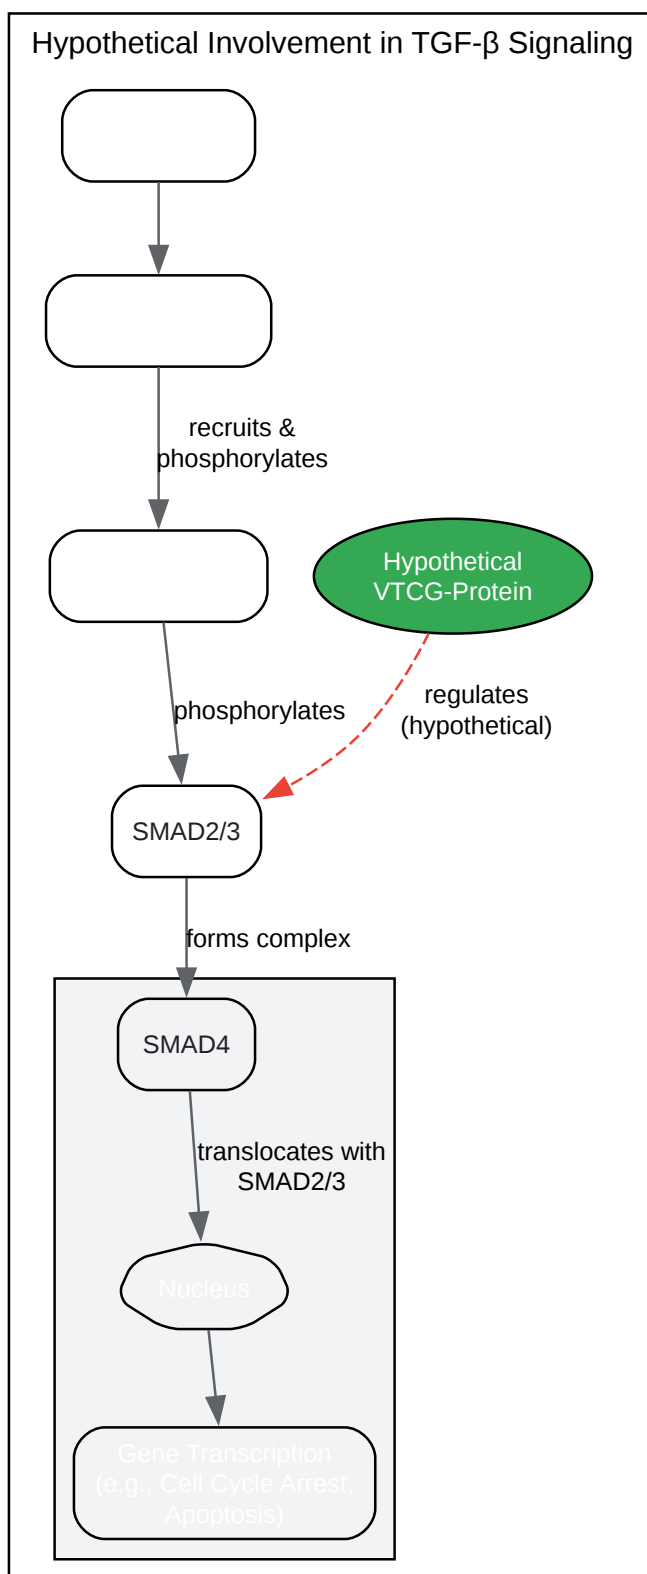 Hypothetical Involvement in TGF-β Signaling
recruits &
phosphorylates
Hypothetical
VTCG-Protein
phosphorylates
regulates
(hypothetical)
SMAD2/3
forms complex
SMAD4
translocates with
SMAD2/3
Nucleus
Gene Transcription
(e.g., Cell Cycle Arrest,
Apoptosis)